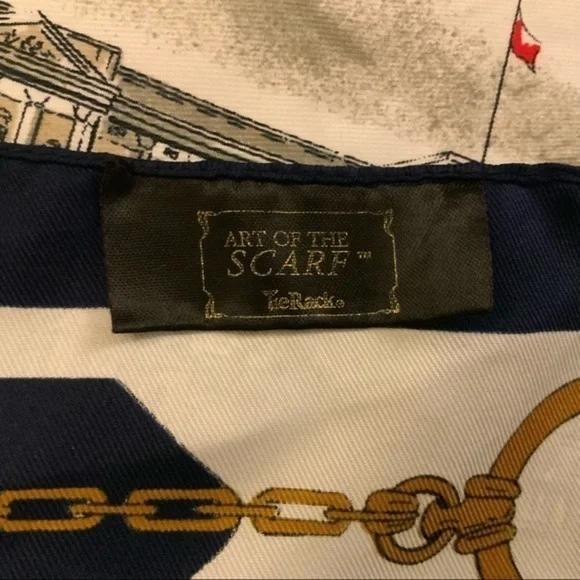 ART OF THE
SCARF™
TieRack®